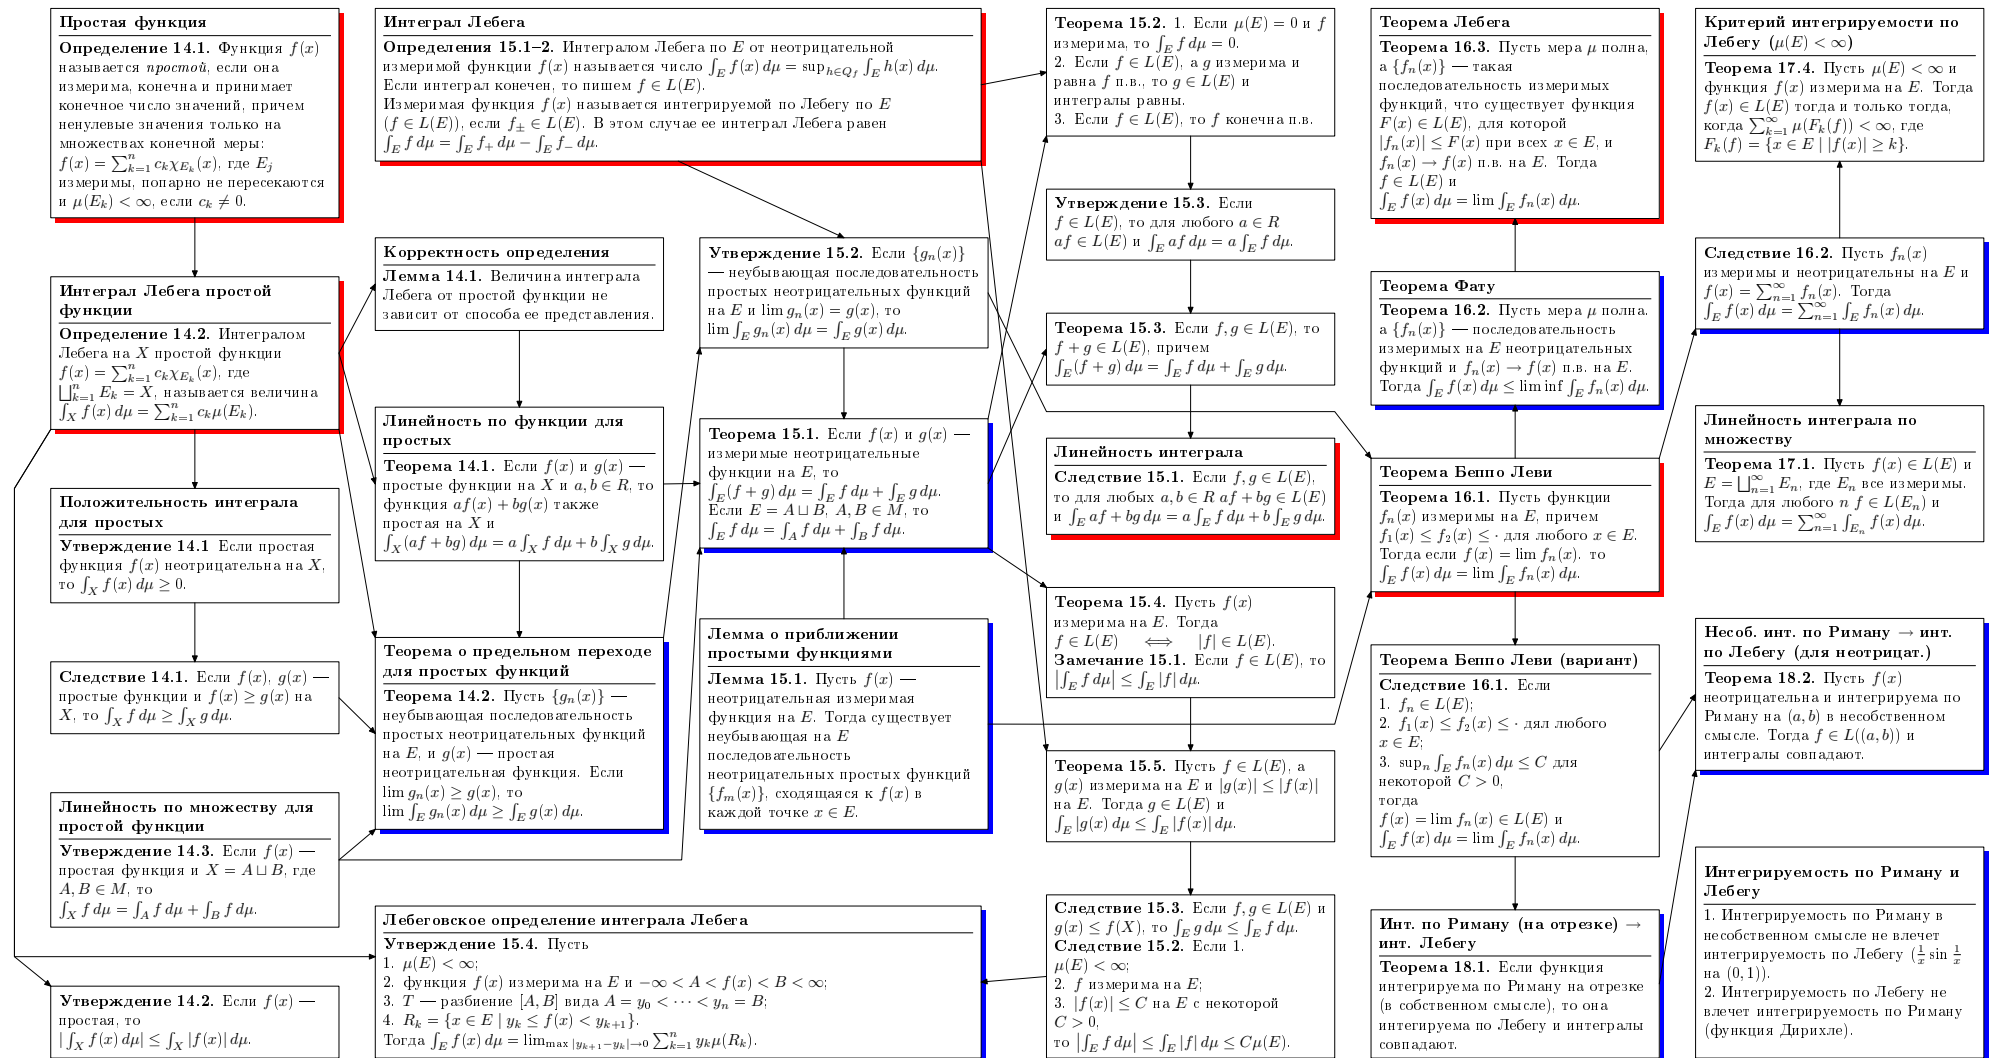 Простая функция
Определение 14.1. Функция f(x)
называется простой, если она
измерима, конечна и принимает
конечное число значений, причем
ненулевые значения только на
множествах конечной меры:
f(x) = ∑_{k=1}^n c_k χ_{E_k}(x), где E_j
измеримы, попарно не пересекаются
и μ(E_k) < ∞, если c_k ≠ 0.
Интеграл Лебега простой
функции
Определение 14.2. Интегралом
Лебега на X простой функции
f(x) = ∑_{k=1}^n c_k χ_{E_k}(x), где
⨆_{k=1}^n E_k = X, называется величина
∫_X f(x) dμ = ∑_{k=1}^n c_k μ(E_k).
Положительность интеграла
для простых
Утверждение 14.1 Если простая
функция f(x) неотрицательна на X,
то ∫_X f(x) dμ ≥ 0.
Следствие 14.1. Если f(x), g(x) —
простые функции и f(x) ≥ g(x) на
X, то ∫_X f dμ ≥ ∫_X g dμ.
Линейность по множеству для
простой функции
Утверждение 14.3. Если f(x) —
простая функция и X = A ⊔ B, где
A, B ∈ M, то
∫_X f dμ = ∫_A f dμ + ∫_B f dμ.
Утверждение 14.2. Если f(x) —
простая, то
|∫_X f(x) dμ| ≤ ∫_X |f(x)| dμ.
Интеграл Лебега
Определения 15.1–2. Интегралом Лебега по E от неотрицательной
измеримой функции f(x) называется число ∫_E f(x) dμ = sup_{h∈Q_f} ∫_E h(x) dμ.
Если интеграл конечен, то пишем f ∈ L(E).
Измеримая функция f(x) называется интегрируемой по Лебегу по E
(f ∈ L(E)), если f_± ∈ L(E). В этом случае ее интеграл Лебега равен
∫_E f dμ = ∫_E f_+ dμ − ∫_E f_− dμ.
Корректность определения
Лемма 14.1. Величина интеграла
Лебега от простой функции не
зависит от способа ее представления.
Линейность по функции для
простых
Теорема 14.1. Если f(x) и g(x) —
простые функции на X и a, b ∈ R, то
функция af(x) + bg(x) также
простая на X и
∫_X (af + bg) dμ = a ∫_X f dμ + b ∫_X g dμ.
Теорема о предельном переходе
для простых функций
Теорема 14.2. Пусть {g_n(x)} —
неубывающая последовательность
простых неотрицательных функций
на E, и g(x) — простая
неотрицательная функция. Если
lim g_n(x) ≥ g(x), то
lim ∫_E g_n(x) dμ ≥ ∫_E g(x) dμ.
Лебеговское определение интеграла Лебега
Утверждение 15.4. Пусть
1. μ(E) < ∞;
2. функция f(x) измерима на E и −∞ < A < f(x) < B < ∞;
3. T — разбиение [A, B] вида A = y_0 < ⋯ < y_n = B;
4. R_k = {x ∈ E | y_k ≤ f(x) < y_{k+1}}.
Тогда ∫_E f(x) dμ = lim_{max |y_{k+1}−y_k|→0} ∑_{k=1}^n y_k μ(R_k).
Утверждение 15.2. Если {g_n(x)}
— неубывающая последовательность
простых неотрицательных функций
на E и lim g_n(x) = g(x), то
lim ∫_E g_n(x) dμ = ∫_E g(x) dμ.
Теорема 15.1. Если f(x) и g(x) —
измеримые неотрицательные
функции на E, то
∫_E (f + g) dμ = ∫_E f dμ + ∫_E g dμ.
Если E = A ⊔ B, A, B ∈ M, то
∫_E f dμ = ∫_A f dμ + ∫_B f dμ.
Лемма о приближении
простыми функциями
Лемма 15.1. Пусть f(x) —
неотрицательная измеримая
функция на E. Тогда существует
неубывающая на E
последовательность
неотрицательных простых функций
{f_m(x)}, сходящаяся к f(x) в
каждой точке x ∈ E.
Теорема 15.2. 1. Если μ(E) = 0 и f
измерима, то ∫_E f dμ = 0.
2. Если f ∈ L(E), а g измерима и
равна f п.в., то g ∈ L(E) и
интегралы равны.
3. Если f ∈ L(E), то f конечна п.в.
Утверждение 15.3. Если
f ∈ L(E), то для любого a ∈ R
af ∈ L(E) и ∫_E af dμ = a ∫_E f dμ.
Теорема 15.3. Если f, g ∈ L(E), то
f + g ∈ L(E), причем
∫_E (f + g) dμ = ∫_E f dμ + ∫_E g dμ.
Линейность интеграла
Следствие 15.1. Если f, g ∈ L(E),
то для любых a, b ∈ R af + bg ∈ L(E)
и ∫_E af + bg dμ = a ∫_E f dμ + b ∫_E g dμ.
Теорема 15.4. Пусть f(x)
измерима на E. Тогда
f ∈ L(E) ⟺ |f| ∈ L(E).
Замечание 15.1. Если f ∈ L(E), то
|∫_E f dμ| ≤ ∫_E |f| dμ.
Теорема 15.5. Пусть f ∈ L(E), а
g(x) измерима на E и |g(x)| ≤ |f(x)|
на E. Тогда g ∈ L(E) и
∫_E |g(x) dμ ≤ ∫_E |f(x)| dμ.
Следствие 15.3. Если f, g ∈ L(E) и
g(x) ≤ f(X), то ∫_E g dμ ≤ ∫_E f dμ.
Следствие 15.2. Если 1.
μ(E) < ∞;
2. f измерима на E;
3. |f(x)| ≤ C на E с некоторой
C > 0,
то |∫_E f dμ| ≤ ∫_E |f| dμ ≤ Cμ(E).
Теорема Лебега
Теорема 16.3. Пусть мера μ полна,
а {f_n(x)} — такая
последовательность измеримых
функций, что существует функция
F(x) ∈ L(E), для которой
|f_n(x)| ≤ F(x) при всех x ∈ E, и
f_n(x) → f(x) п.в. на E. Тогда
f ∈ L(E) и
∫_E f(x) dμ = lim ∫_E f_n(x) dμ.
Теорема Фату
Теорема 16.2. Пусть мера μ полна.
а {f_n(x)} — последовательность
измеримых на E неотрицательных
функций и f_n(x) → f(x) п.в. на E.
Тогда ∫_E f(x) dμ ≤ lim inf ∫_E f_n(x) dμ.
Теорема Беппо Леви
Теорема 16.1. Пусть функции
f_n(x) измеримы на E, причем
f_1(x) ≤ f_2(x) ≤ · для любого x ∈ E.
Тогда если f(x) = lim f_n(x). то
∫_E f(x) dμ = lim ∫_E f_n(x) dμ.
Теорема Беппо Леви (вариант)
Следствие 16.1. Если
1. f_n ∈ L(E);
2. f_1(x) ≤ f_2(x) ≤ · дял любого
x ∈ E;
3. sup_n ∫_E f_n(x) dμ ≤ C для
некоторой C > 0,
тогда
f(x) = lim f_n(x) ∈ L(E) и
∫_E f(x) dμ = lim ∫_E f_n(x) dμ.
Инт. по Риману (на отрезке) →
инт. Лебегу
Теорема 18.1. Если функция
интегрируема по Риману на отрезке
(в собственном смысле), то она
интегируема по Лебегу и интегралы
совпадают.
Критерий интегрируемости по
Лебегу (μ(E) < ∞)
Теорема 17.4. Пусть μ(E) < ∞ и
функция f(x) измерима на E. Тогда
f(x) ∈ L(E) тогда и только тогда,
когда ∑_{k=1}^∞ μ(F_k(f)) < ∞, где
F_k(f) = {x ∈ E | |f(x)| ≥ k}.
Следствие 16.2. Пусть f_n(x)
измеримы и неотрицательны на E и
f(x) = ∑_{n=1}^∞ f_n(x). Тогда
∫_E f(x) dμ = ∑_{n=1}^∞ ∫_E f_n(x) dμ.
Линейность интеграла по
множеству
Теорема 17.1. Пусть f(x) ∈ L(E) и
E = ⨆_{n=1}^∞ E_n, где E_n все измеримы.
Тогда для любого n f ∈ L(E_n) и
∫_E f(x) dμ = ∑_{n=1}^∞ ∫_{E_n} f(x) dμ.
Несоб. инт. по Риману → инт.
по Лебегу (для неотрицат.)
Теорема 18.2. Пусть f(x)
неотрицательна и интегрируема по
Риману на (a, b) в несобственном
смысле. Тогда f ∈ L((a, b)) и
интегралы совпадают.
Интегрируемость по Риману и
Лебегу
1. Интегрируемость по Риману в
несобственном смысле не влечет
интегрируемость по Лебегу (1/x sin 1/x
на (0, 1)).
2. Интегрируемость по Лебегу не
влечет интегрируемость по Риману
(функция Дирихле).